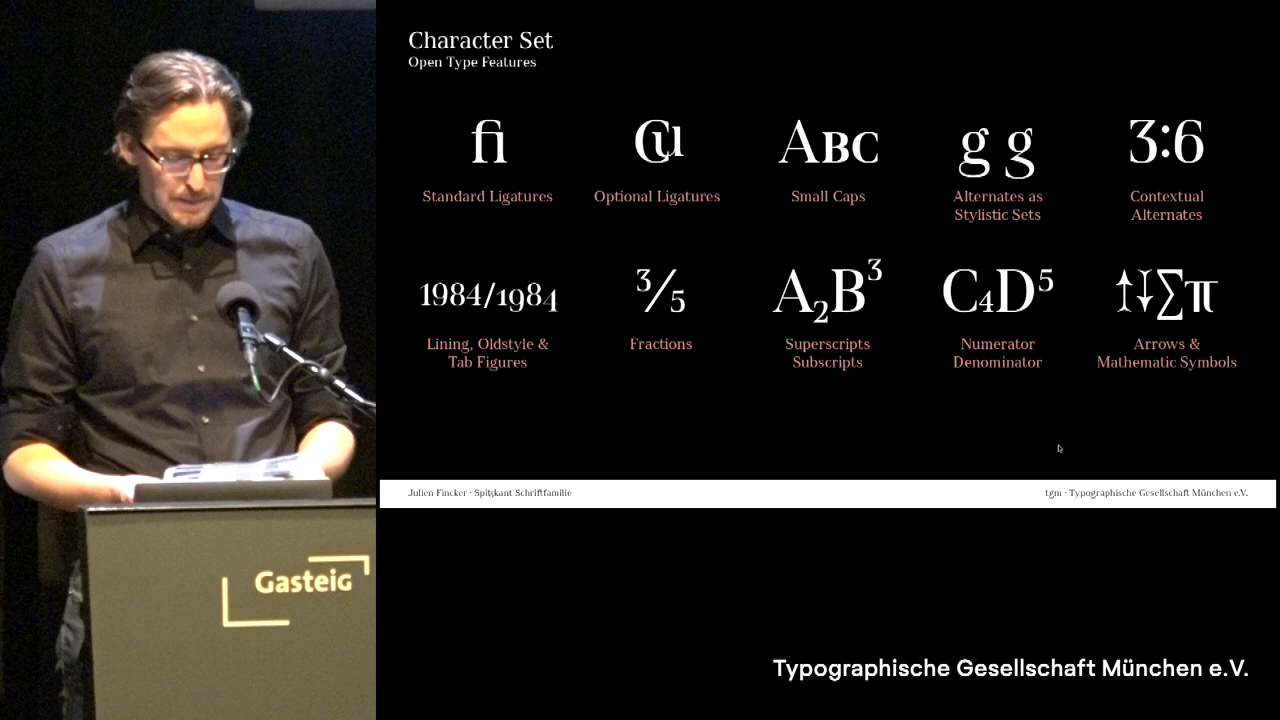 Character Set
Open Type Features
fi
Cu
ABC
g g
3:6
Standard Ligatures
Optional Ligatures
Small Caps
Alternates as
Stylistic Sets
Contextual
Alternates
1984/1984
3⁄5
A₂B³
C₄D⁵
↑↓∑π
Lining, Oldstyle &
Tab Figures
Fractions
Superscripts
Subscripts
Numerator
Denominator
Arrows &
Mathematic Symbols
Julien Fincker · Spitzkant Schriftfamilie
tgm · Typographische Gesellschaft München e.V.
Gasteig
Typographische Gesellschaft München e.V.